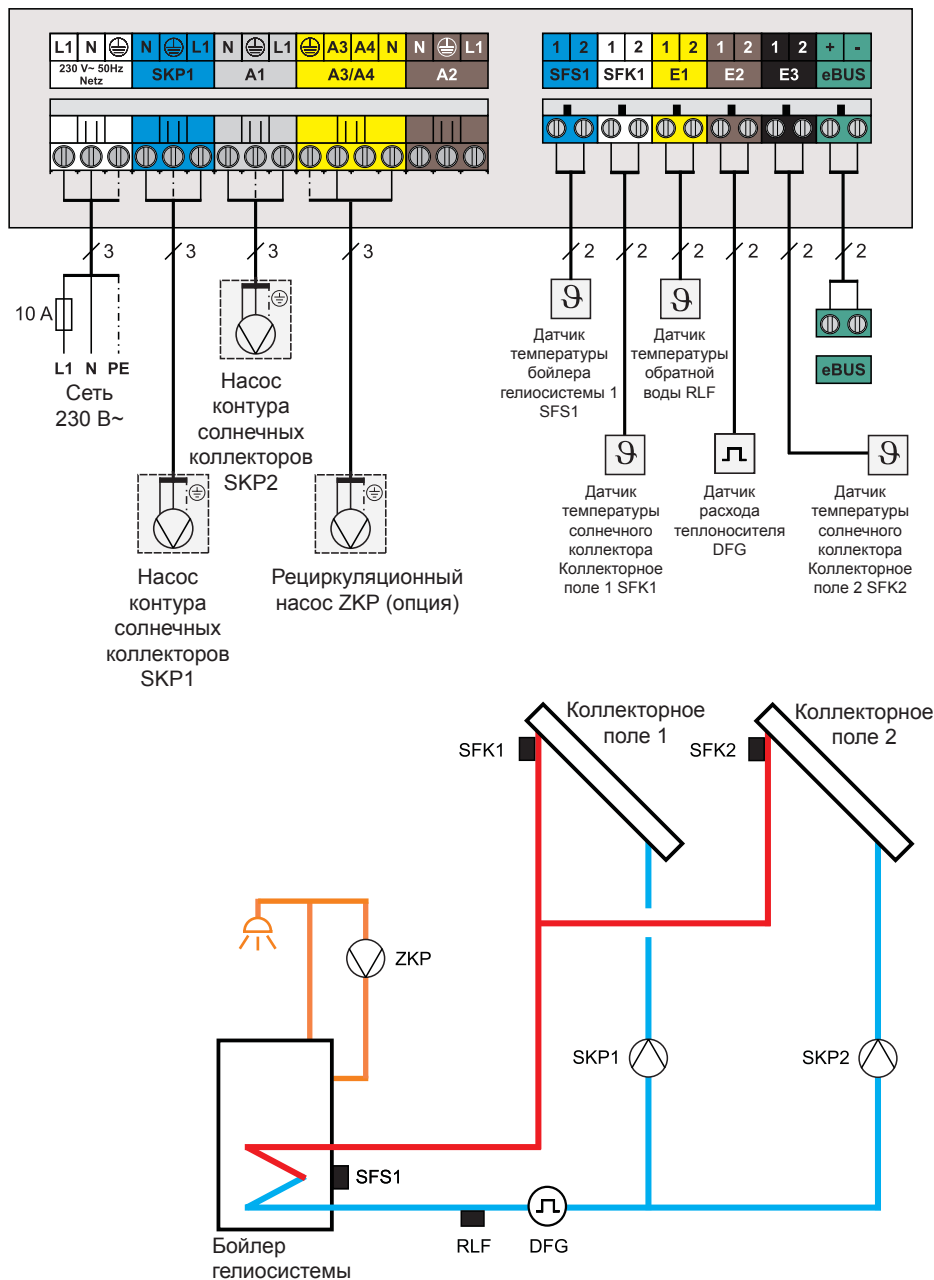 L1 N N L1 N L1 A3 A4 N N L1
1 2 1 2 1 2 1 2 1 2 + -
230 V~ 50Hz
Netz
SKP1 A1 A3/A4 A2
SFS1 SFK1 E1 E2 E3 eBUS
3 3 3 3
2 2 2 2 2 2
10 A
L1 N PE
Сеть
230 В~
Насос
контура
солнечных
коллекторов
SKP2
ϑ
Датчик
температуры
бойлера
гелиосистемы 1
SFS1
ϑ
Датчик
температуры
обратной
воды RLF
eBUS
Насос
контура
солнечных
коллекторов
SKP1
Рециркуляционный
насос ZKP (опция)
ϑ
Датчик
температуры
солнечного
коллектора
Коллекторное
поле 1 SFK1
Датчик
расхода
теплоносителя
DFG
ϑ
Датчик
температуры
солнечного
коллектора
Коллекторное
поле 2 SFK2
Коллекторное
поле 1
Коллекторное
поле 2
SFK1
SFK2
ZKP
SKP1
SKP2
SFS1
RLF
DFG
Бойлер
гелиосистемы